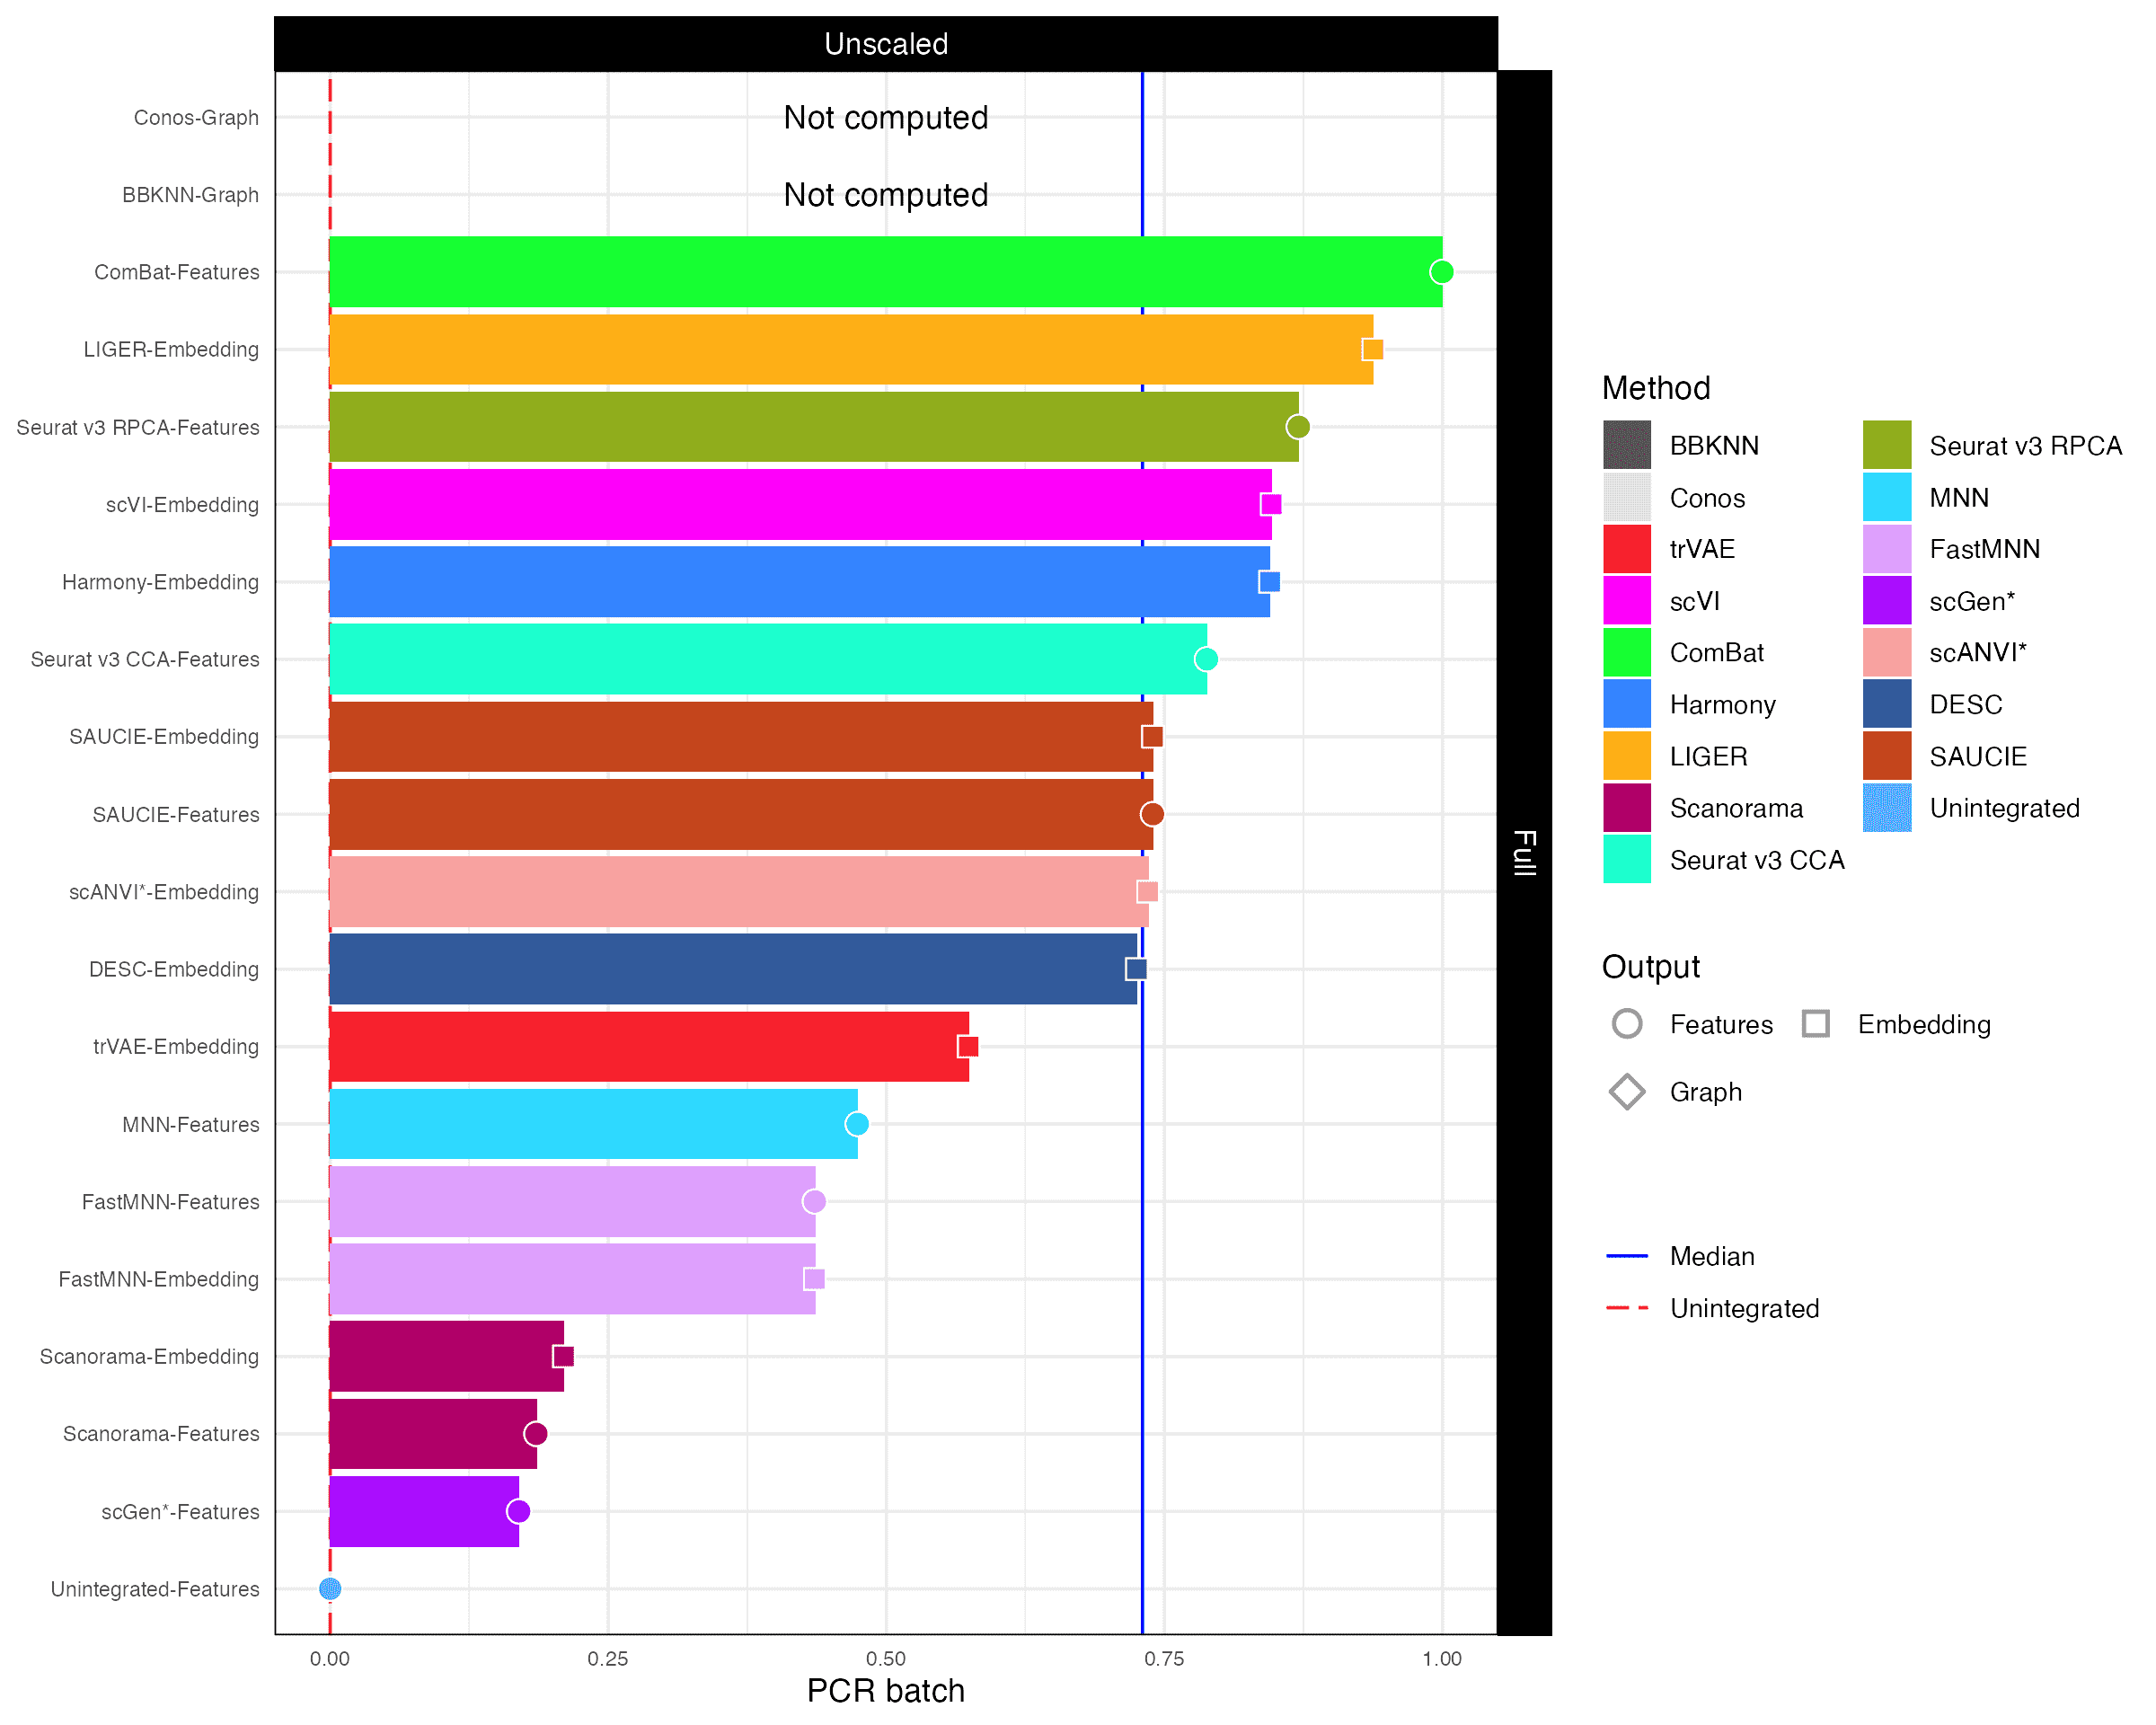 Unscaled
Conos-Graph
Not computed
BBKNN-Graph
Not computed
ComBat-Features
LIGER-Embedding
Seurat v3 RPCA-Features
scVI-Embedding
Harmony-Embedding
Seurat v3 CCA-Features
SAUCIE-Embedding
SAUCIE-Features
scANVI*-Embedding
DESC-Embedding
trVAE-Embedding
MNN-Features
FastMNN-Features
FastMNN-Embedding
Scanorama-Embedding
Scanorama-Features
scGen*-Features
Unintegrated-Features
0.00 0.25 0.50 0.75 1.00
PCR batch
Full
Method
BBKNN
Conos
trVAE
scVI
ComBat
Harmony
LIGER
Scanorama
Seurat v3 CCA
Seurat v3 RPCA
MNN
FastMNN
scGen*
scANVI*
DESC
SAUCIE
Unintegrated
Output
Features Embedding
Graph
Median
Unintegrated